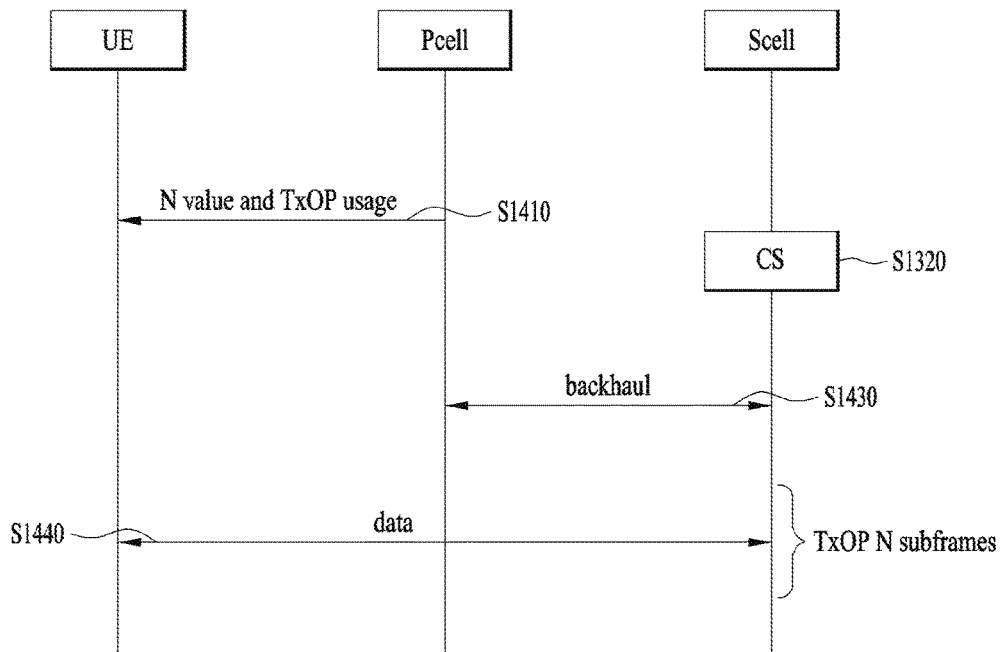 UE
Pcell
Scell
N value and TxOP usage
S1410
CS
S1320
backhaul
S1430
S1440
data
TxOP N subframes